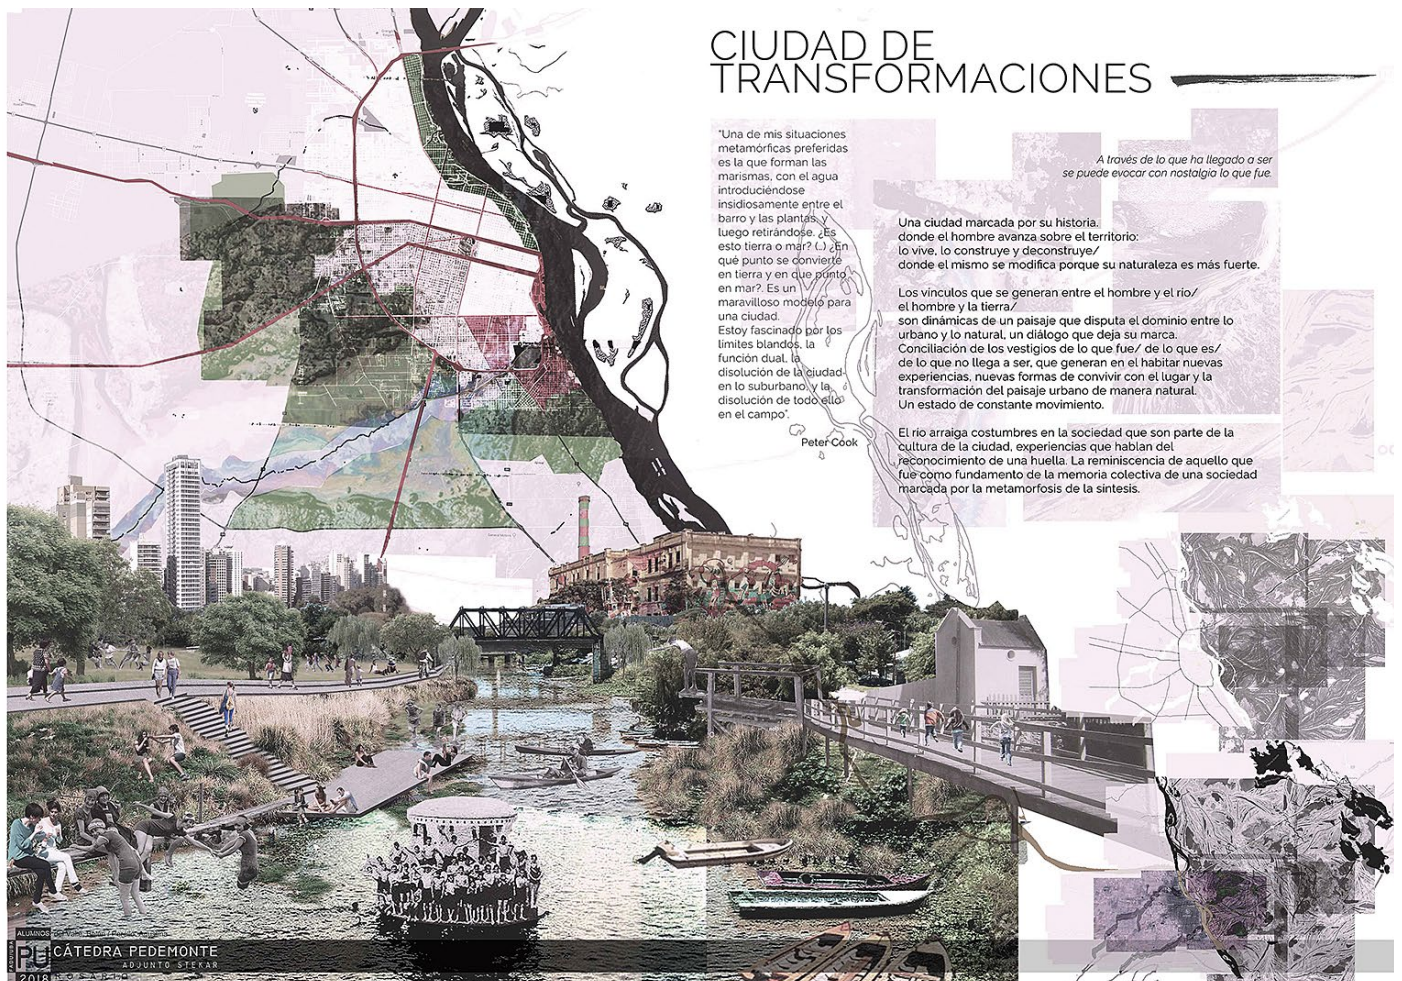 CIUDAD DE
TRANSFORMACIONES
"Una de mis situaciones
metamórficas preferidas
es la que forman las
marismas, con el agua
introduciéndose
insidiosamente entre el
barro y las plantas, y
luego retirándose. ¿Es
esto tierra o mar? (..) ¿En
qué punto se convierte
en tierra y en que punto
en mar?. Es un
maravilloso modelo para
una ciudad.
Estoy fascinado por los
límites blandos, la
función dual, la
disolución de la ciudad
en lo suburbano, y la
disolución de todo ello
en el campo".
Peter Cook
A través de lo que ha llegado a ser
se puede evocar con nostalgia lo que fue.
Una ciudad marcada por su historia.
donde el hombre avanza sobre el territorio:
lo vive, lo construye y deconstruye/
donde el mismo se modifica porque su naturaleza es más fuerte.
Los vínculos que se generan entre el hombre y el río/
el hombre y la tierra/
son dinámicas de un paisaje que disputa el dominio entre lo
urbano y lo natural, un diálogo que deja su marca.
Conciliación de los vestigios de lo que fue/ de lo que es/
de lo que no llega a ser, que generan en el habitar nuevas
experiencias, nuevas formas de convivir con el lugar y la
transformación del paisaje urbano de manera natural.
Un estado de constante movimiento.
El río arraiga costumbres en la sociedad que son parte de la
cultura de la ciudad, experiencias que hablan del
reconocimiento de una huella. La reminiscencia de aquello que
fue como fundamento de la memoria colectiva de una sociedad
marcada por la metamorfosis de la síntesis.
ALUMNOS
PU
CÁTEDRA PEDEMONTE
ADJUNTO STEKAR
2018